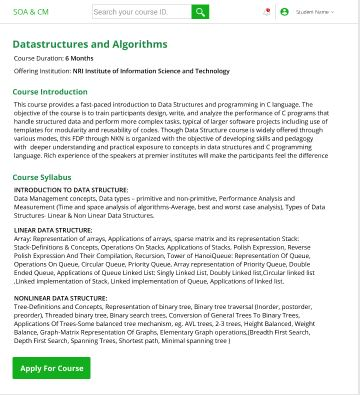 SOA & CM
Search your course ID.
Student Name
Datastructures and Algorithms
Course Duration: 6 Months
Offering Institution: NRI Institute of Information Science and Technology
Course Introduction
This course provides a fast-paced introduction to Data Structures and programming in C language. The
objective of the course is to train participants design, write, and analyze the performance of C programs that
handle structured data and perform more complex tasks, typical of larger software projects including use of
templates for modularity and reusability of codes. Though Data Structure course is widely offered through
various modes, this FDP through NKN is organized with the objective of developing skills and pedagogy
with deeper understanding and practical exposure to concepts in data structures and C programming
language. Rich experience of the speakers at premier institutes will make the participants feel the difference
Course Syllabus
INTRODUCTION TO DATA STRUCTURE:
Data Management concepts, Data types – primitive and non-primitive, Performance Analysis and
Measurement (Time and space analysis of algorithms-Average, best and worst case analysis), Types of Data
Structures- Linear & Non Linear Data Structures.
LINEAR DATA STRUCTURE:
Array: Representation of arrays, Applications of arrays, sparse matrix and its representation Stack:
Stack-Definitions & Concepts, Operations On Stacks, Applications of Stacks, Polish Expression, Reverse
Polish Expression And Their Compilation, Recursion, Tower of HanoiQueue: Representation Of Queue,
Operations On Queue, Circular Queue, Priority Queue, Array representation of Priority Queue, Double
Ended Queue, Applications of Queue Linked List: Singly Linked List, Doubly Linked list,Circular linked list
,Linked implementation of Stack, Linked implementation of Queue, Applications of linked list.
NONLINEAR DATA STRUCTURE:
Tree-Definitions and Concepts, Representation of binary tree, Binary tree traversal (Inorder, postorder,
preorder), Threaded binary tree, Binary search trees, Conversion of General Trees To Binary Trees,
Applications Of Trees-Some balanced tree mechanism, eg. AVL trees, 2-3 trees, Height Balanced, Weight
Balance, Graph-Matrix Representation Of Graphs, Elementary Graph operations,(Breadth First Search,
Depth First Search, Spanning Trees, Shortest path, Minimal spanning tree )
Apply For Course